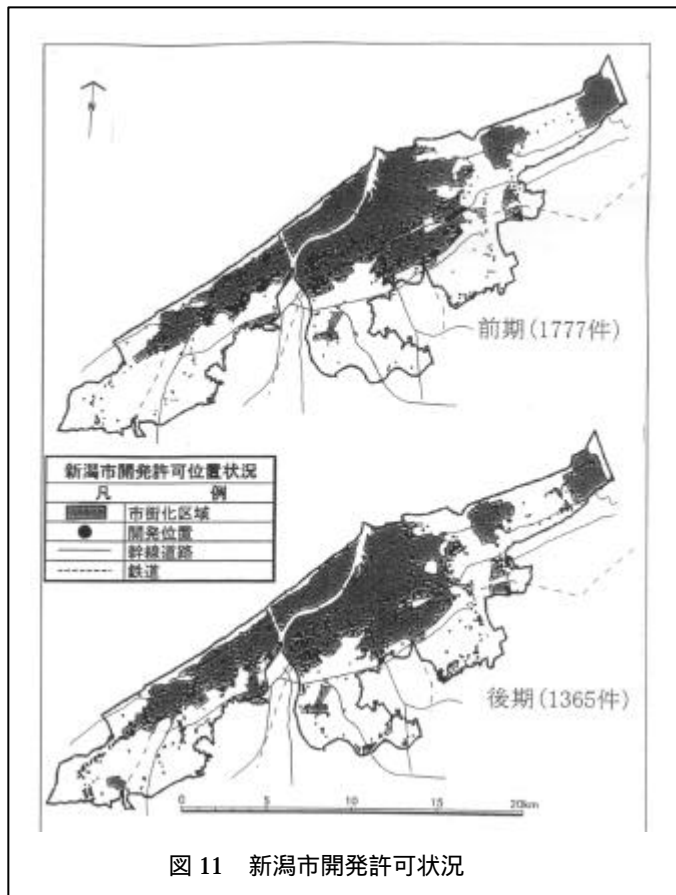 N
前期(1777件)
新潟市開発許可位置状況
凡 例
市街化区域
開発位置
幹線道路
鉄道
後期(1365件)
0 5 10 15 20km
図 11 新潟市開発許可状況